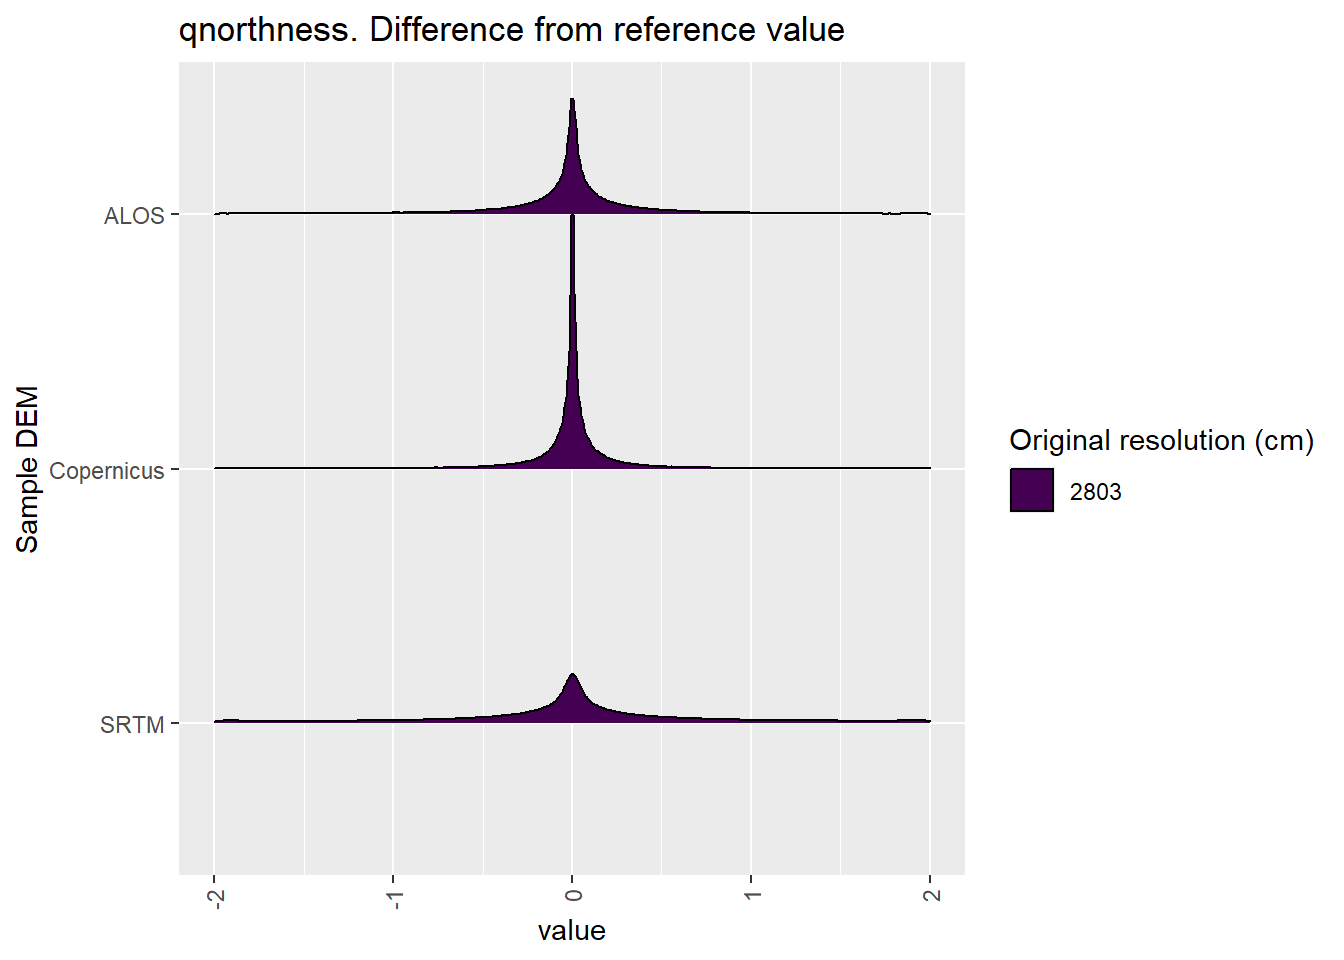 qnorthness. Difference from reference value
Sample DEM
ALOS
Copernicus
SRTM
-2
-1
0
1
2
value
Original resolution (cm)
2803